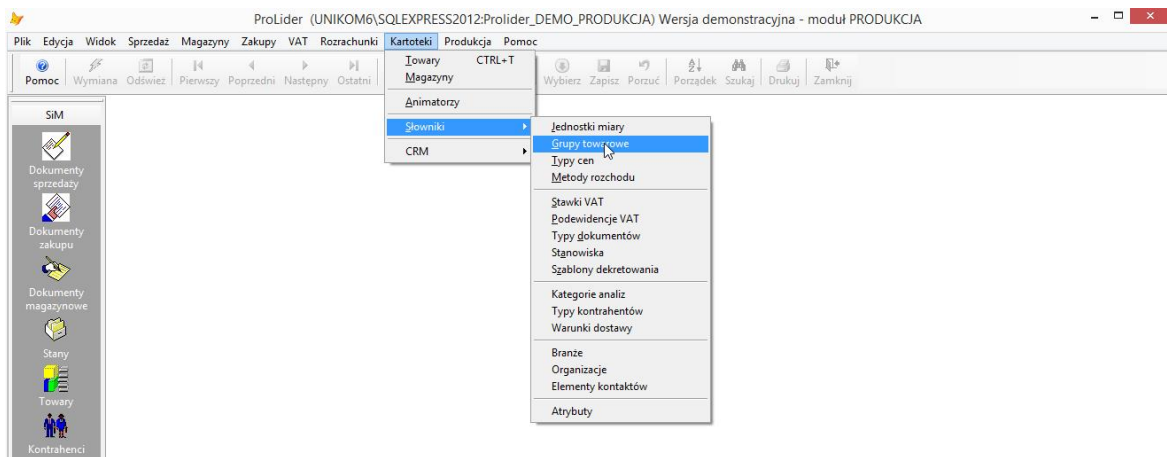 ProLider (UNIKOM6\SQLEXPRESS2012:Prolider_DEMO_PRODUKCJA) Wersja demonstracyjna - moduł PRODUKCJA
Plik Edycja Widok Sprzedaż Magazyny Zakupy VAT Rozrachunki Kartoteki Produkcja Pomoc
Pomoc Wymiana Odśwież Pierwszy Poprzedni Następny Ostatni Wybierz Zapisz Porzuć Porządek Szukaj Drukuj Zamknij
Towary CTRL+T
Magazyny
Animatorzy
Słowniki
CRM
Jednostki miary
Grupy towarowe
Typy cen
Metody rozchodu
Stawki VAT
Podewidencje VAT
Typy dokumentów
Stanowiska
Szablony dekretowania
Kategorie analiz
Typy kontrahentów
Warunki dostawy
Branże
Organizacje
Elementy kontaktów
Atrybuty
SiM
Dokumenty
sprzedaży
Dokumenty
zakupu
Dokumenty
magazynowe
Stany
Towary
Kontrahenci